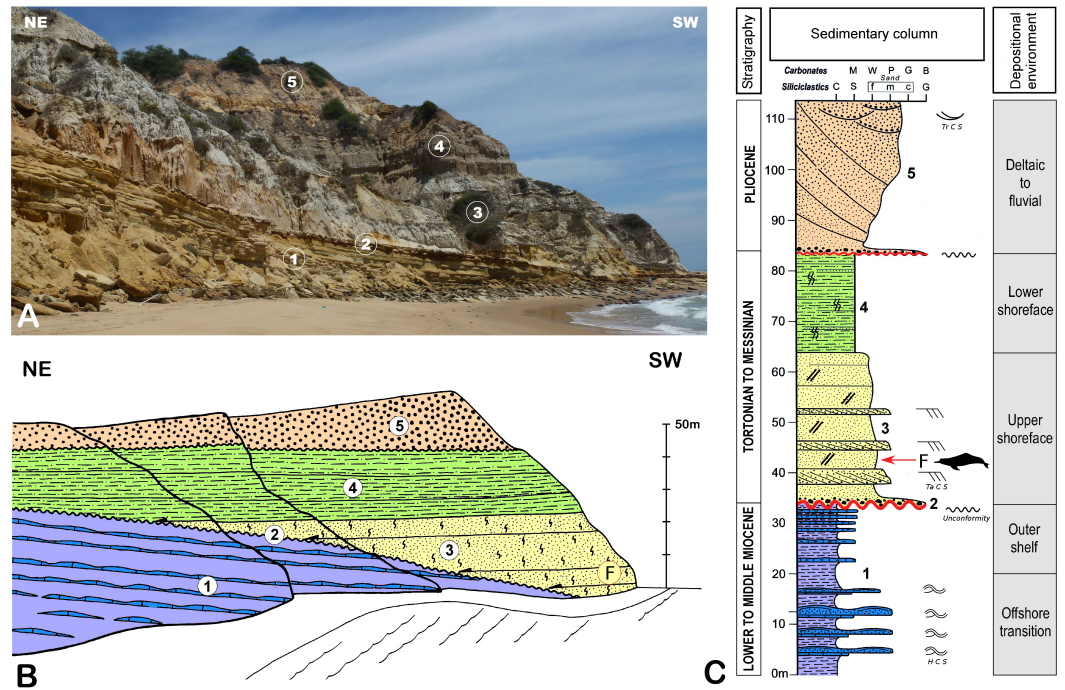 NE
SW
5
4
3
2
1
A
NE
SW
50m
5
4
2
3
1
F
B
Stratigraphy
Sedimentary column
Depositional
environment
Carbonates
M W P G B
Sand
Siliciclastics C S f m c G
PLIOCENE
TORTONIAN TO MESSINIAN
LOWER TO MIDDLE MIOCENE
110
100
90
80
70
60
50
40
30
20
10
0m
Tr C S
5
4
3
F
Ta C S
2
Unconformity
1
H C S
Deltaic
to
fluvial
Lower
shoreface
Upper
shoreface
Outer
shelf
Offshore
transition
C